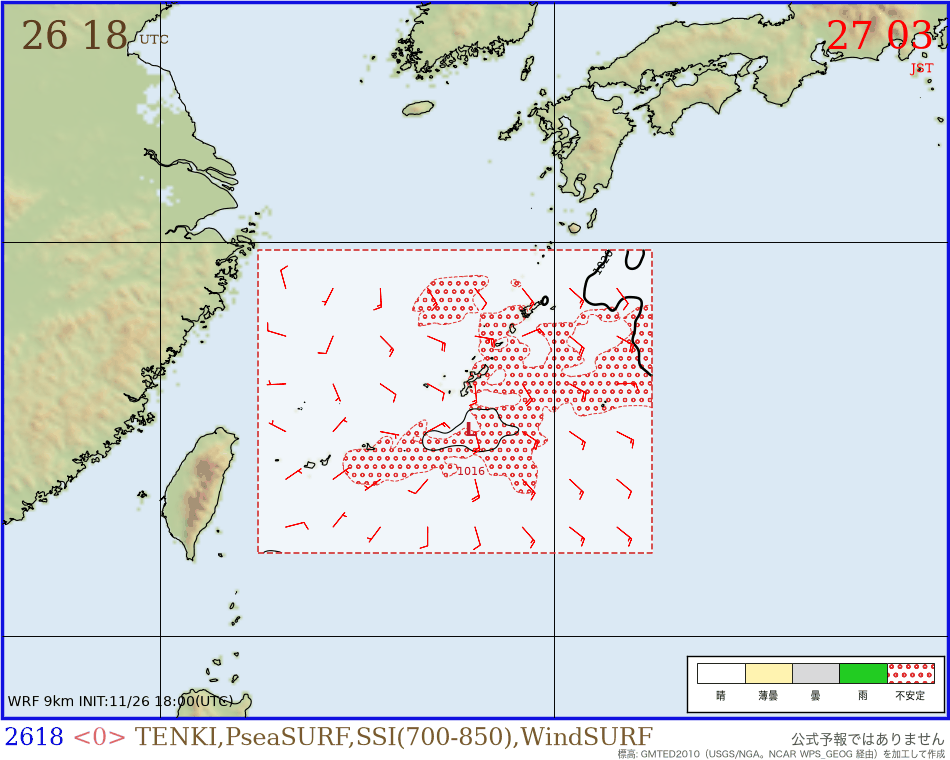 26 18 UTC
27 03
JST
1020
L
1016
晴 薄曇 曇 雨 不安定
WRF 9km INIT:11/26 18:00(UTC)
2618 <0> TENKI,PseaSURF,SSI(700-850),WindSURF
公式予報ではありません
標高: GMTED2010（USGS/NGA。NCAR WPS_GEOG 経由）を加工して作成